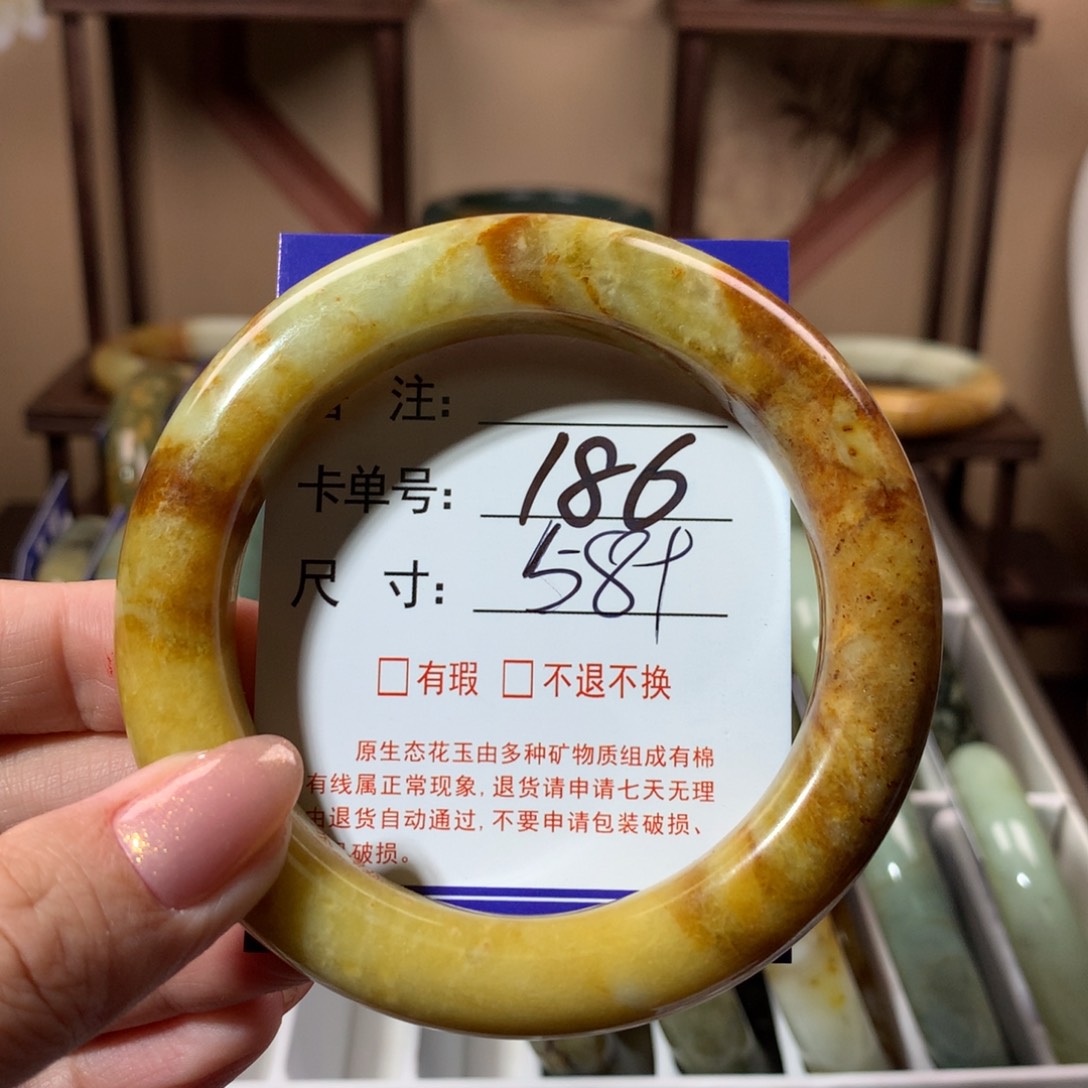 注:
卡单号: 186
尺 寸: 589
□有瑕 □不退不换
原生态花玉由多种矿物质组成有棉
有线属正常现象,退货请申请七天无理
由退货自动通过,不要申请包装破损、
破损。